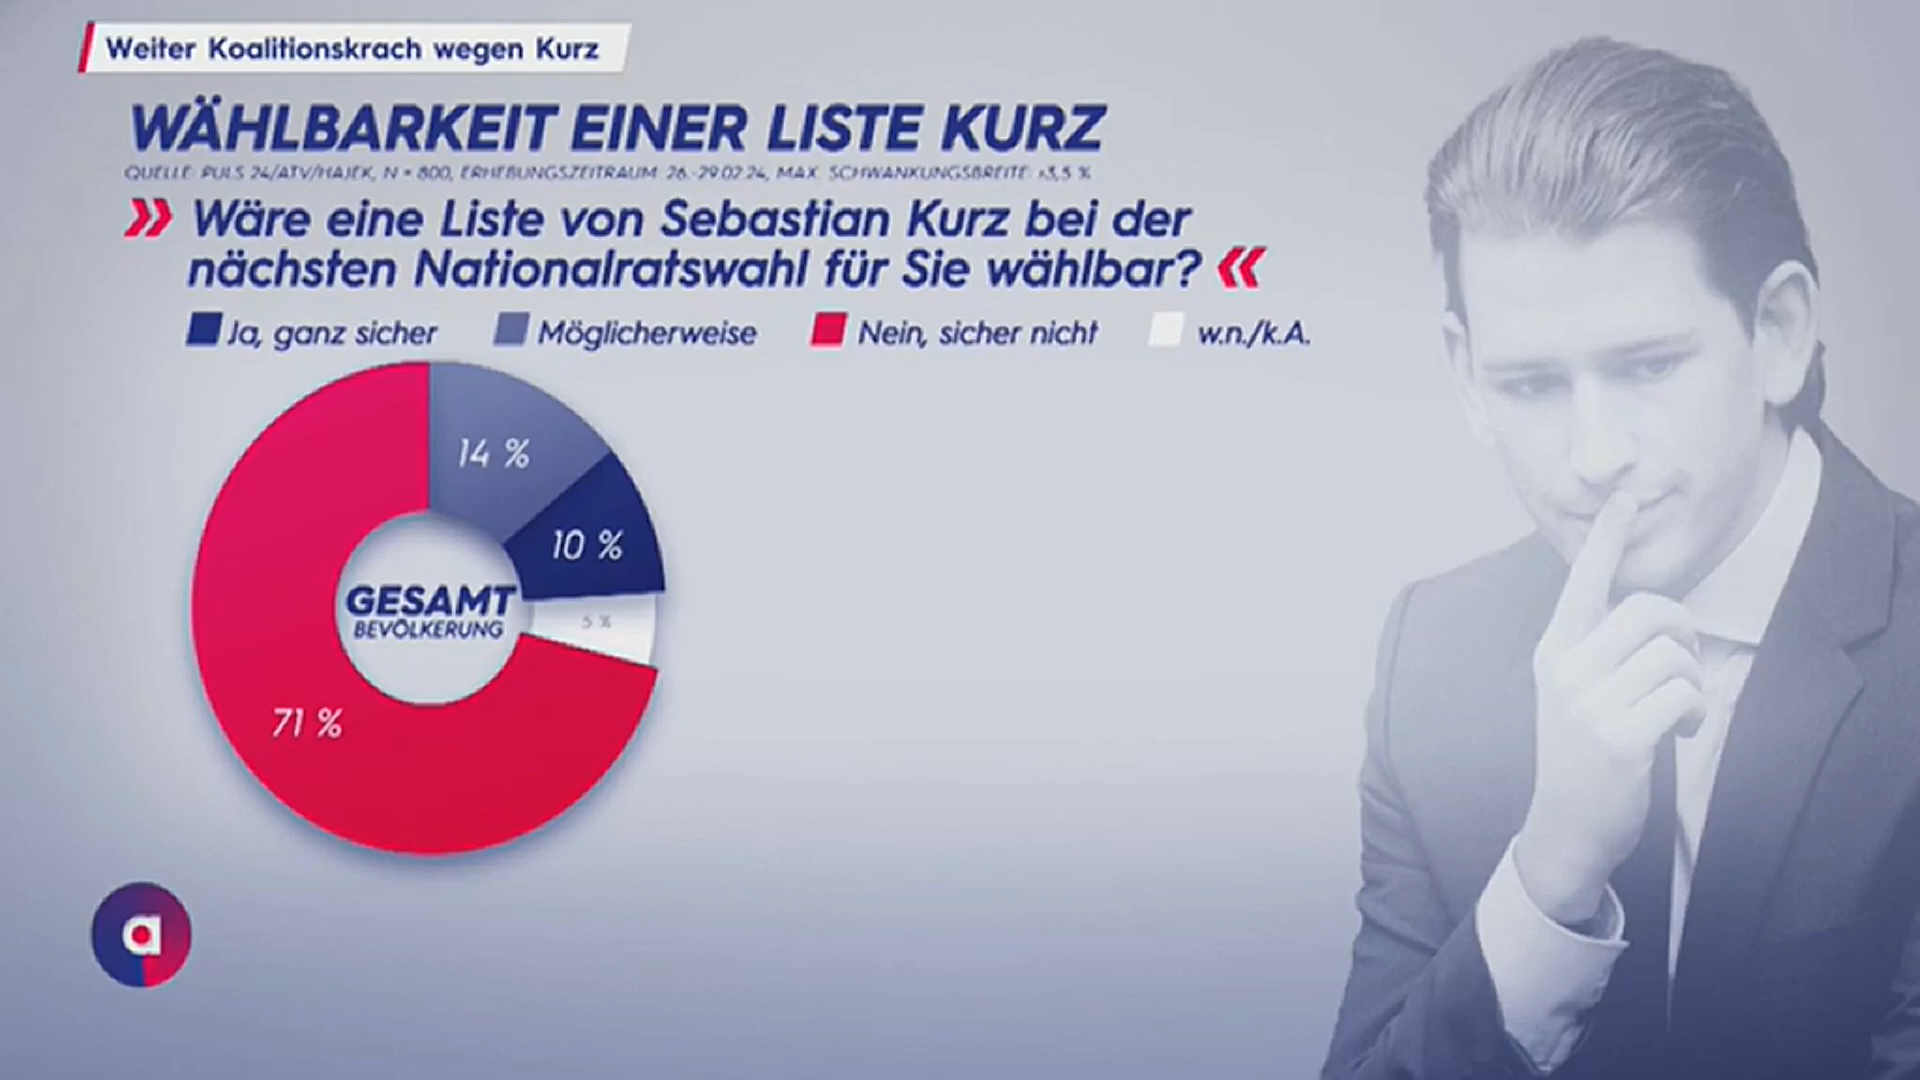 Weiter Koalitionskrach wegen Kurz
WÄHLBARKEIT EINER LISTE KURZ
QUELLE: PULS 24/ATV/HAJEK, N = 800, ERHEBUNGSZEITRAUM: 26.-29.02.24, MAX. SCHWANKUNGSBREITE: ±3,5 %
» Wäre eine Liste von Sebastian Kurz bei der
nächsten Nationalratswahl für Sie wählbar? «
Ja, ganz sicher Möglicherweise Nein, sicher nicht w.n./k.A.
14 %
10 %
GESAMT
BEVÖLKERUNG
5 %
71 %
a